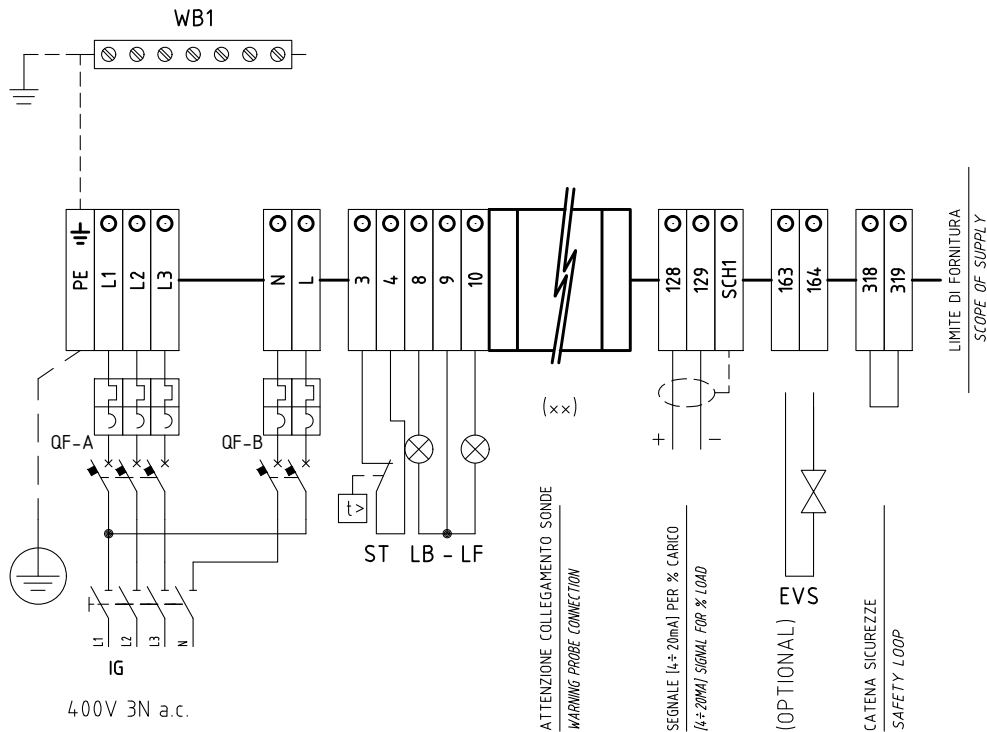 WB1
PE
L1
L2
L3
N
L
3
4
8
9
10
128
129
SCH1
163
164
318
319
LIMITE DI FORNITURA
SCOPE OF SUPPLY
(xx)
QF-A
QF-B
+
-
t>
ST
LB - LF
ATTENZIONE COLLEGAMENTO SONDE
WARNING PROBE CONNECTION
SEGNALE [4÷20mA] PER % CARICO
[4÷20MA] SIGNAL FOR % LOAD
EVS
(OPTIONAL)
CATENA SICUREZZE
SAFETY LOOP
L1
L2
L3
N
IG
400V 3N a.c.